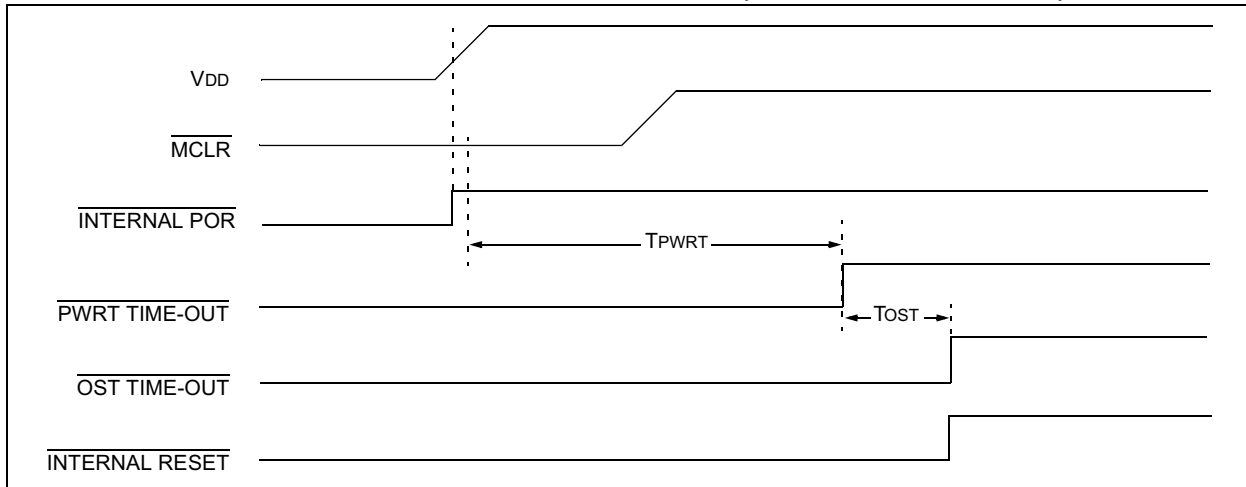 VDD
MCLR
INTERNAL POR
TPWRT
PWRT TIME-OUT
TOST
OST TIME-OUT
INTERNAL RESET